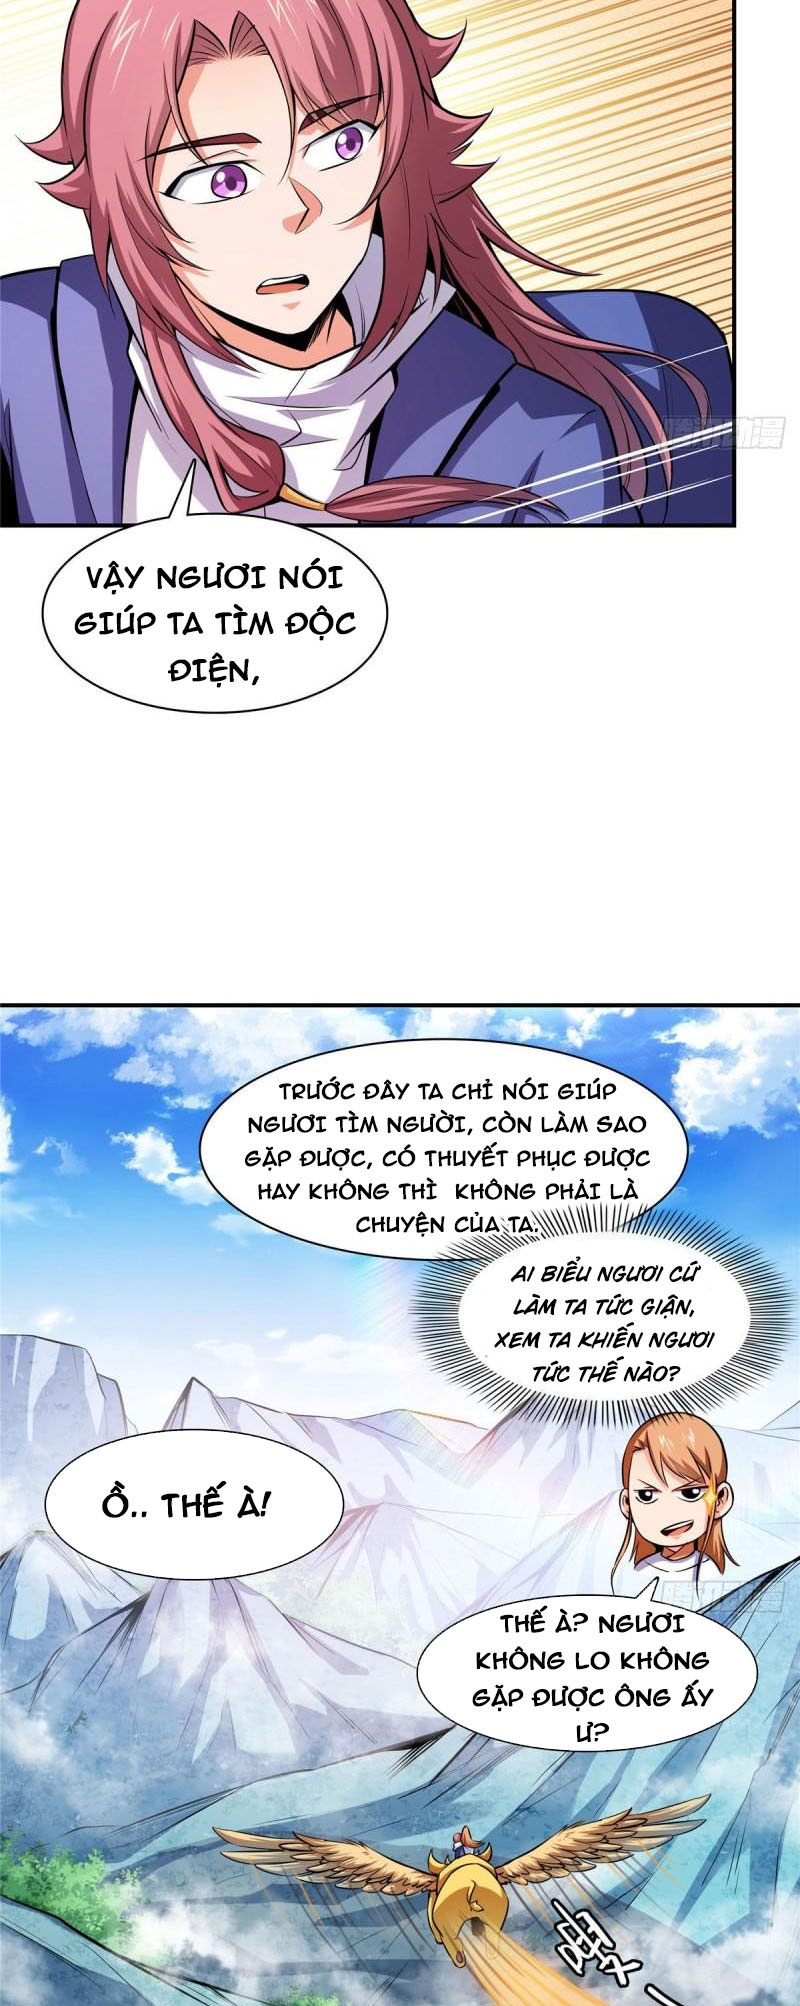 VẬY NGƯƠI NÓI
GIÚP TA TÌM ĐỘC
ĐIỆN,
TRƯỚC ĐÂY TA CHỈ NÓI GIÚP
NGƯƠI TÌM NGƯỜI, CÒN LÀM SAO
GẶP ĐƯỢC, CÓ THUYẾT PHỤC ĐƯỢC
HAY KHÔNG THÌ KHÔNG PHẢI LÀ
CHUYỆN CỦA TA.
AI BIỂU NGƯƠI CỨ
LÀM TA TỨC GIẬN,
XEM TA KHIẾN NGƯƠI
TỨC THẾ NÀO?
Ồ.. THẾ À!
THẾ À? NGƯƠI
KHÔNG LO KHÔNG
GẶP ĐƯỢC ÔNG ẤY
Ư?